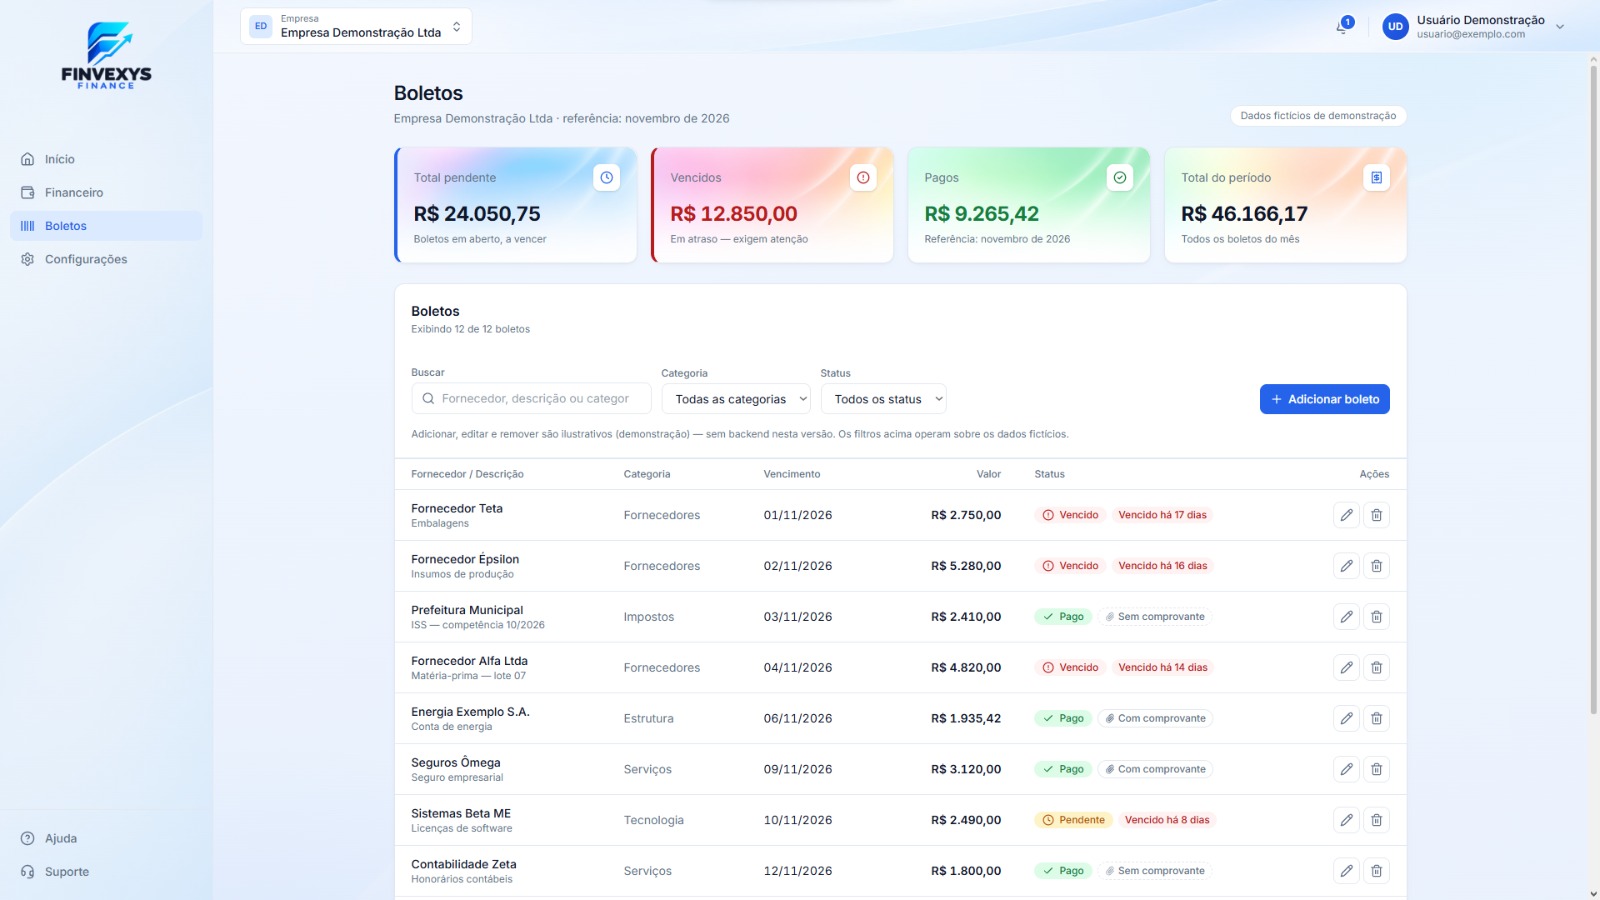 FINVEXYS
FINANCE
Início
Financeiro
Boletos
Configurações
Ajuda
Suporte
ED
Empresa
Empresa Demonstração Ltda
1
UD
Usuário Demonstração
usuario@exemplo.com
Boletos
Empresa Demonstração Ltda · referência: novembro de 2026
Dados fictícios de demonstração
Total pendente
R$ 24.050,75
Boletos em aberto, a vencer
Vencidos
R$ 12.850,00
Em atraso — exigem atenção
Pagos
R$ 9.265,42
Referência: novembro de 2026
Total do período
R$ 46.166,17
Todos os boletos do mês
Boletos
Exibindo 12 de 12 boletos
Buscar
Fornecedor, descrição ou categor
Categoria
Todas as categorias
Status
Todos os status
Adicionar boleto
Adicionar, editar e remover são ilustrativos (demonstração) — sem backend nesta versão. Os filtros acima operam sobre os dados fictícios.
Fornecedor / Descrição Categoria Vencimento Valor Status Ações
Fornecedor Teta
Embalagens
Fornecedores 01/11/2026 R$ 2.750,00 Vencido Vencido há 17 dias
Fornecedor Épsilon
Insumos de produção
Fornecedores 02/11/2026 R$ 5.280,00 Vencido Vencido há 16 dias
Prefeitura Municipal
ISS — competência 10/2026
Impostos 03/11/2026 R$ 2.410,00 Pago Sem comprovante
Fornecedor Alfa Ltda
Matéria-prima — lote 07
Fornecedores 04/11/2026 R$ 4.820,00 Vencido Vencido há 14 dias
Energia Exemplo S.A.
Conta de energia
Estrutura 06/11/2026 R$ 1.935,42 Pago Com comprovante
Seguros Ômega
Seguro empresarial
Serviços 09/11/2026 R$ 3.120,00 Pago Com comprovante
Sistemas Beta ME
Licenças de software
Tecnologia 10/11/2026 R$ 2.490,00 Pendente Vencido há 8 dias
Contabilidade Zeta
Honorários contábeis
Serviços 12/11/2026 R$ 1.800,00 Pago Sem comprovante